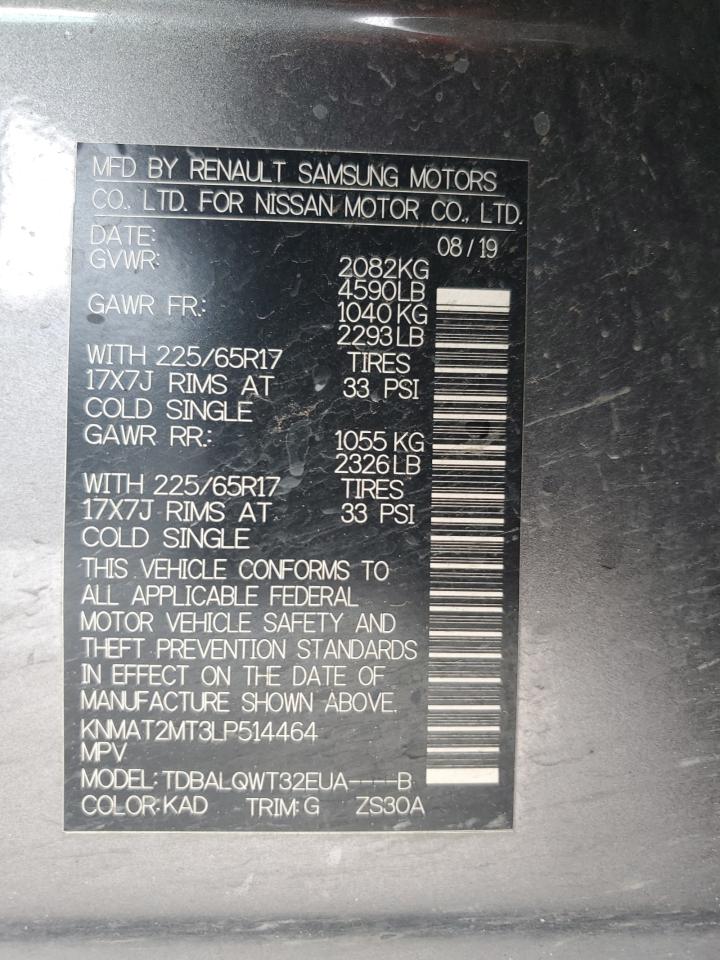 MFD BY RENAULT SAMSUNG MOTORS
CO., LTD. FOR NISSAN MOTOR CO., LTD.
DATE: 08/19
GVWR: 2082KG
4590LB
GAWR FR.: 1040 KG
2293LB
WITH 225/65R17 TIRES
17X7J RIMS AT 33 PSI
COLD SINGLE
GAWR RR.: 1055 KG
2326LB
WITH 225/65R17 TIRES
17X7J RIMS AT 33 PSI
COLD SINGLE
THIS VEHICLE CONFORMS TO
ALL APPLICABLE FEDERAL
MOTOR VEHICLE SAFETY AND
THEFT PREVENTION STANDARDS
IN EFFECT ON THE DATE OF
MANUFACTURE SHOWN ABOVE.
KNMAT2MT3LP514464
MPV
MODEL: TDBALQWT32EUA----B
COLOR: KAD TRIM: G ZS30A